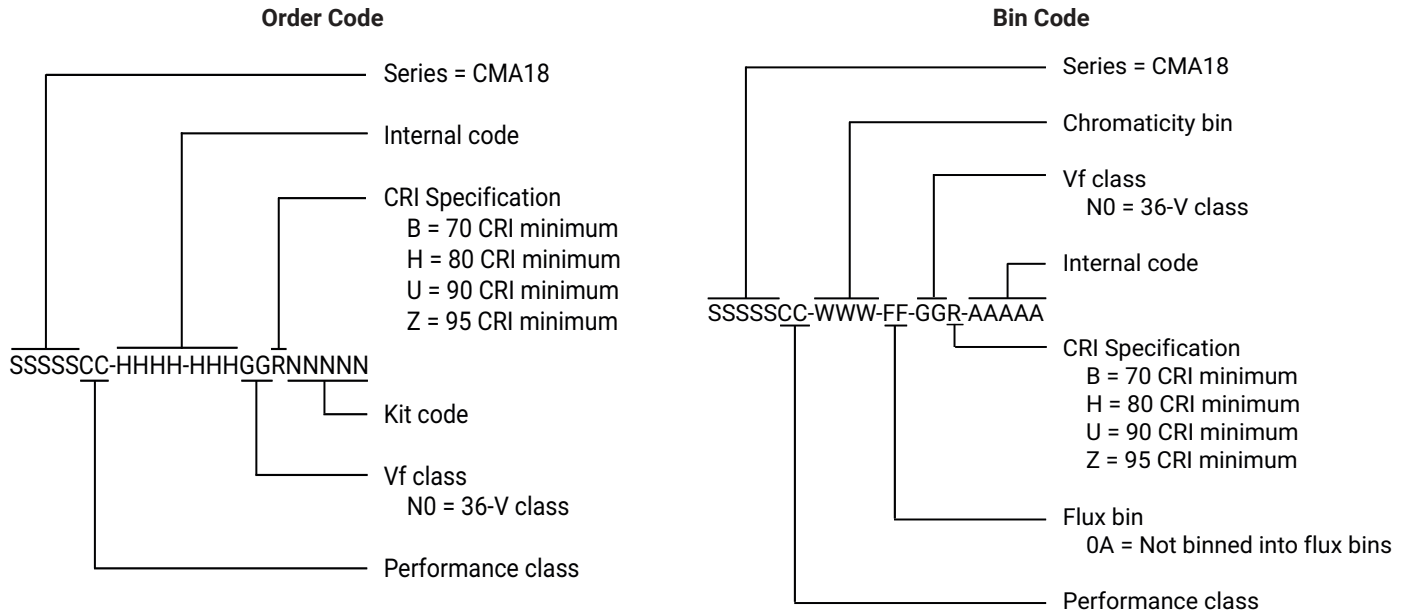 Order Code
Series = CMA18
Internal code
CRI Specification
B = 70 CRI minimum
H = 80 CRI minimum
U = 90 CRI minimum
Z = 95 CRI minimum
SSSSSCC-HHHH-HHHGGRNNNNN
Kit code
Vf class
N0 = 36-V class
Performance class
Bin Code
Series = CMA18
Chromaticity bin
Vf class
N0 = 36-V class
Internal code
SSSSSCC-WWW-FF-GGR-AAAAA
CRI Specification
B = 70 CRI minimum
H = 80 CRI minimum
U = 90 CRI minimum
Z = 95 CRI minimum
Flux bin
0A = Not binned into flux bins
Performance class